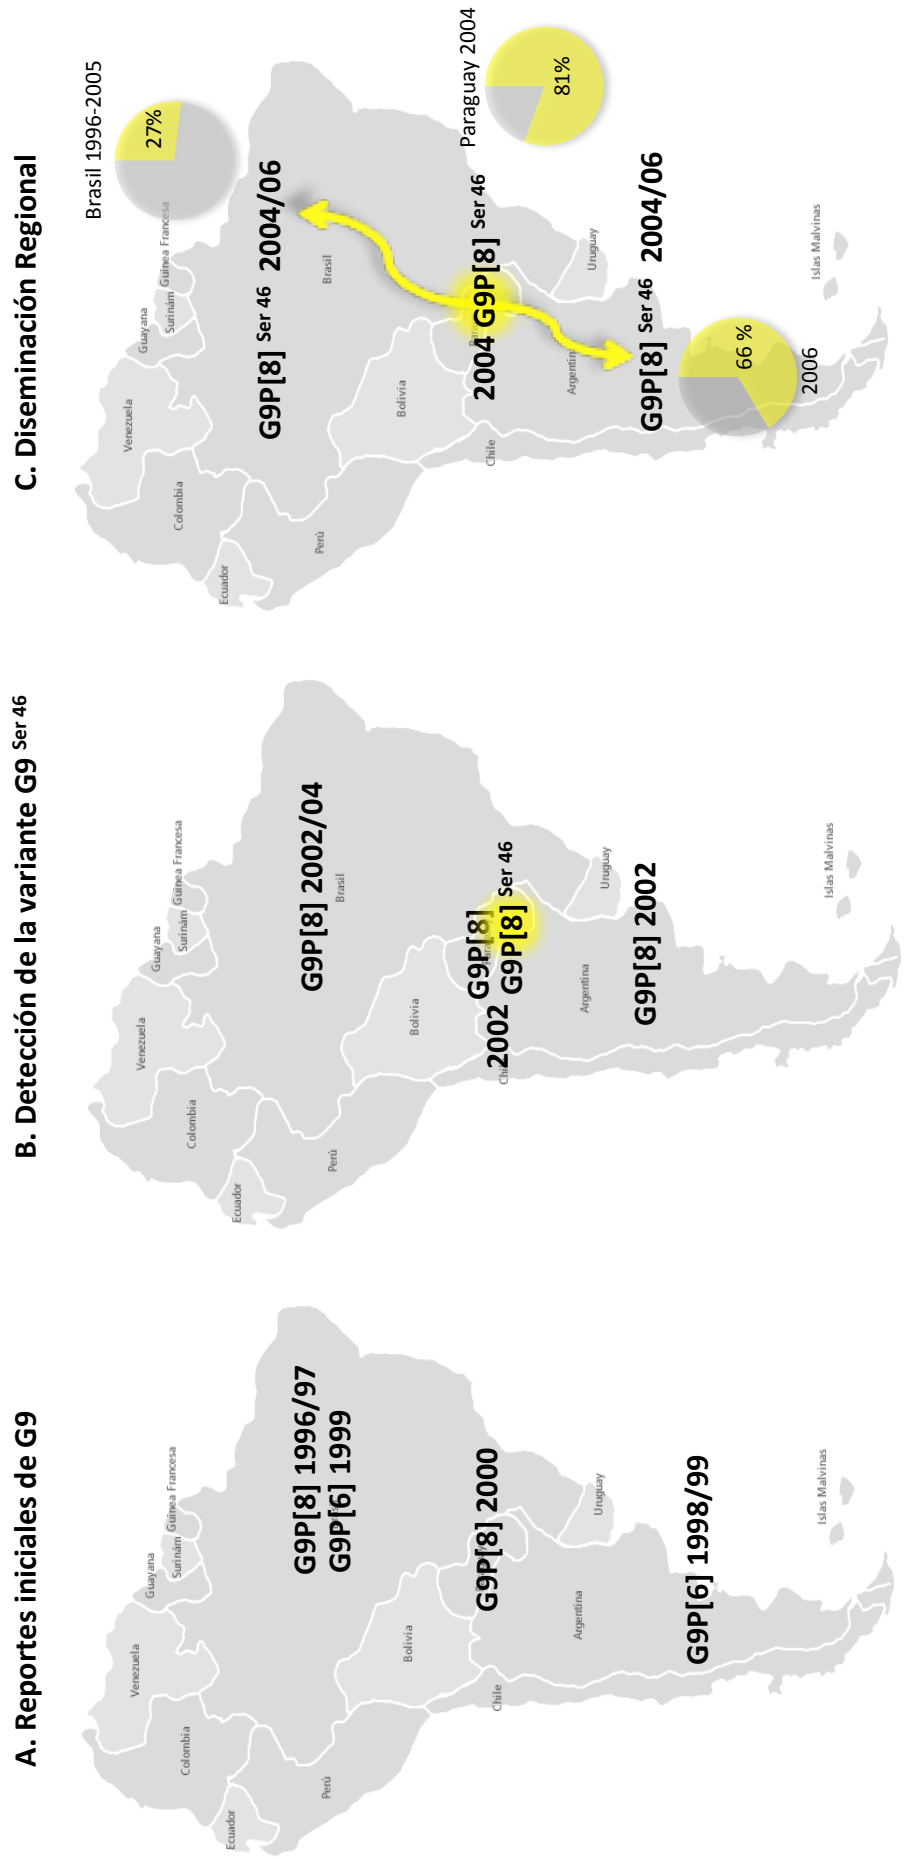 A. Reportes iniciales de G9
Venezuela
Guayana
Surinám
Guinea Francesa
Colombia
Ecuador
Perú
G9P[8] 1996/97
G9P[6] 1999
Bolivia
G9P[8] 2000
Chile
Argentina
Uruguay
G9P[6] 1998/99
Islas Malvinas
B. Detección de la variante G9 Ser 46
Venezuela
Guayana
Surinám
Guinea Francesa
Colombia
Ecuador
Perú
G9P[8] 2002/04
Brasil
Bolivia
G9P[8]
2002
G9P[8] Ser 46
Argentina
Uruguay
G9P[8] 2002
Islas Malvinas
C. Diseminación Regional
Brasil 1996-2005
27%
Venezuela
Guayana
Surinám
Guinea Francesa
Colombia
Ecuador
Perú
G9P[8] Ser 46 2004/06
Brasil
Bolivia
Paraguay 2004
81%
2004 G9P[8] Ser 46
Chile
Argentina
Uruguay
G9P[8] Ser 46 2004/06
66 %
2006
Islas Malvinas